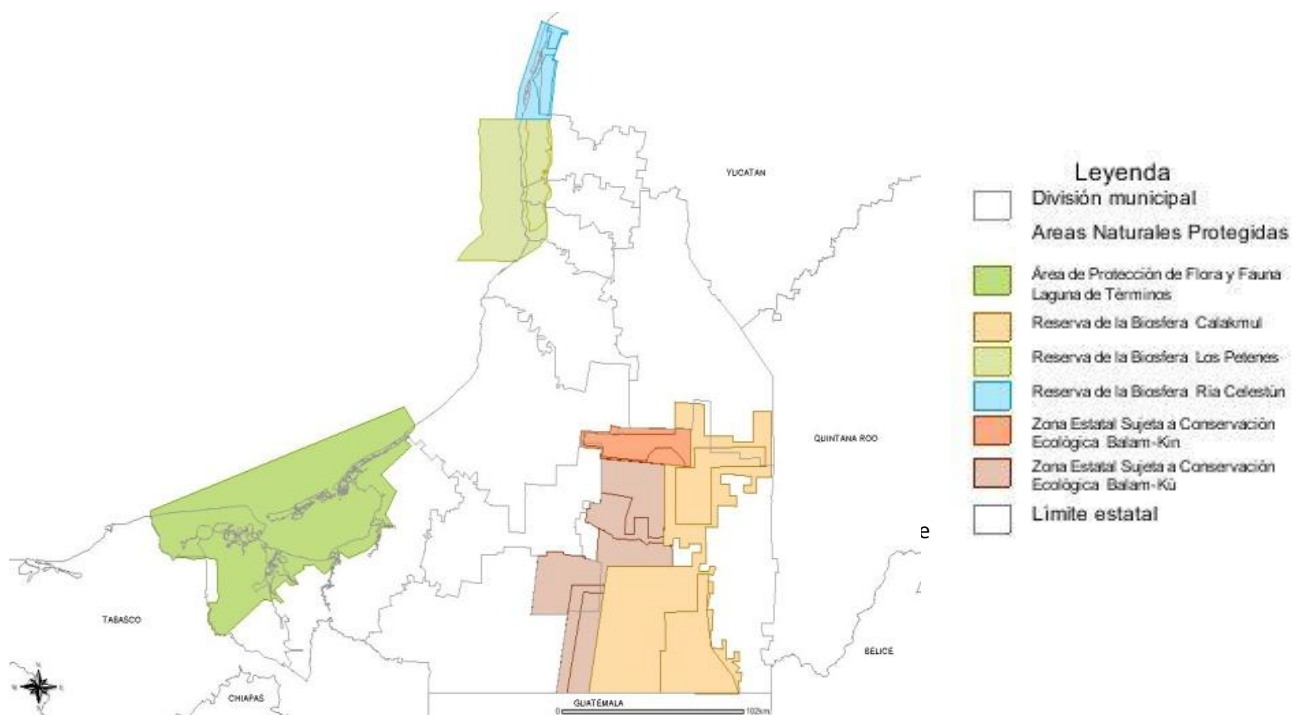 YUCATAN
QUINTANA ROO
e
TABASCO
CHIAPAS
GUATEMALA
BELICE
0 102km
Leyenda
División municipal
Areas Naturales Protegidas
Área de Protección de Flora y Fauna
Laguna de Términos
Reserva de la Biosfera Calakmul
Reserva de la Biosfera Los Petenes
Reserva de la Biosfera Ria Celestún
Zona Estatal Sujeta a Conservación
Ecológica Balam-Kin
Zona Estatal Sujeta a Conservación
Ecológica Balam-Kú
Límite estatal